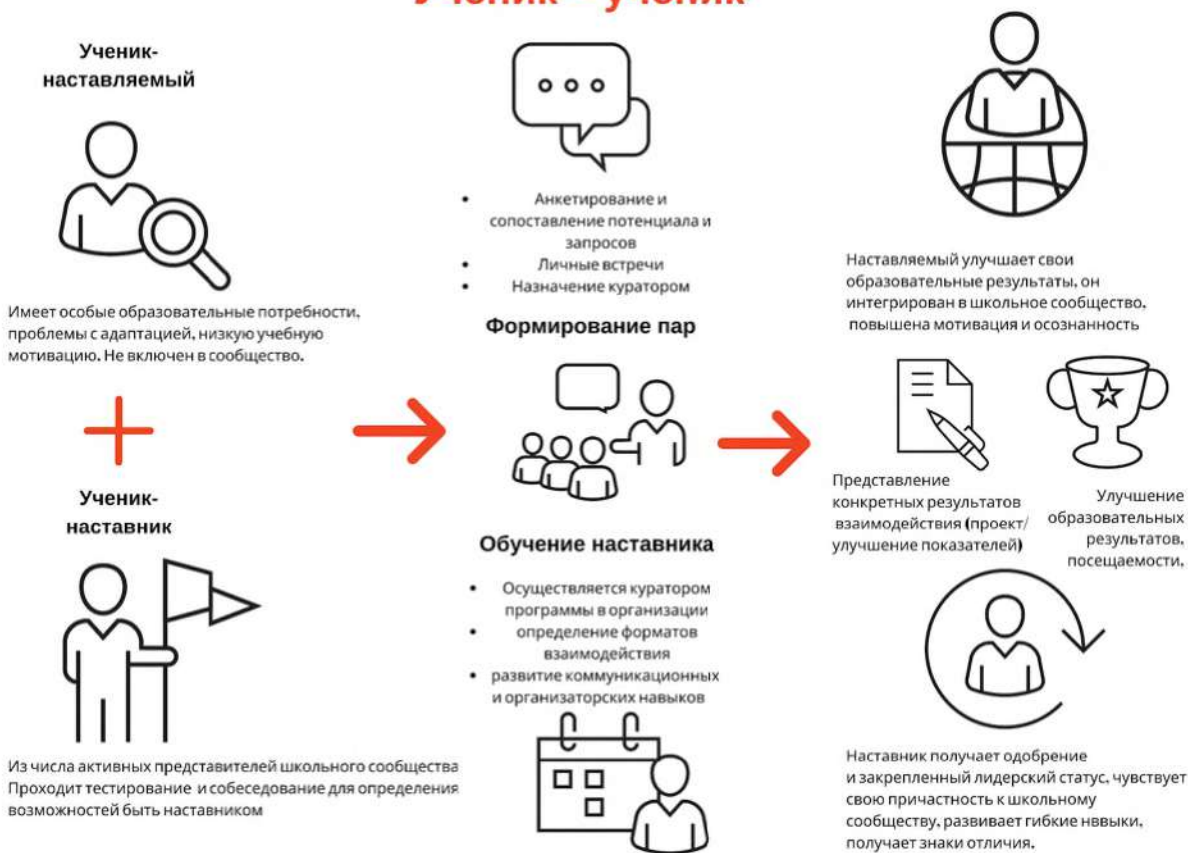 Ученик – ученик
Ученик-
наставляемый
Имеет особые образовательные потребности,
проблемы с адаптацией, низкую учебную
мотивацию. Не включен в сообщество.
Ученик-
наставник
Из числа активных представителей школьного сообщества
Проходит тестирование и собеседование для определения
возможностей быть наставником
• Анкетирование и
сопоставление потенциала и
запросов
• Личные встречи
• Назначение куратором
Формирование пар
Обучение наставника
• Осуществляется куратором
программы в организации
• определение форматов
взаимодействия
• развитие коммуникационных
и организаторских навыков
Наставляемый улучшает свои
образовательные результаты, он
интегрирован в школьное сообщество,
повышена мотивация и осознанность
Представление
конкретных результатов
взаимодействия (проект/
улучшение показателей)
Улучшение
образовательных
результатов,
посещаемости,
Наставник получает одобрение
и закрепленный лидерский статус, чувствует
свою причастность к школьному
сообществу, развивает гибкие нввыки,
получает знаки отличия.